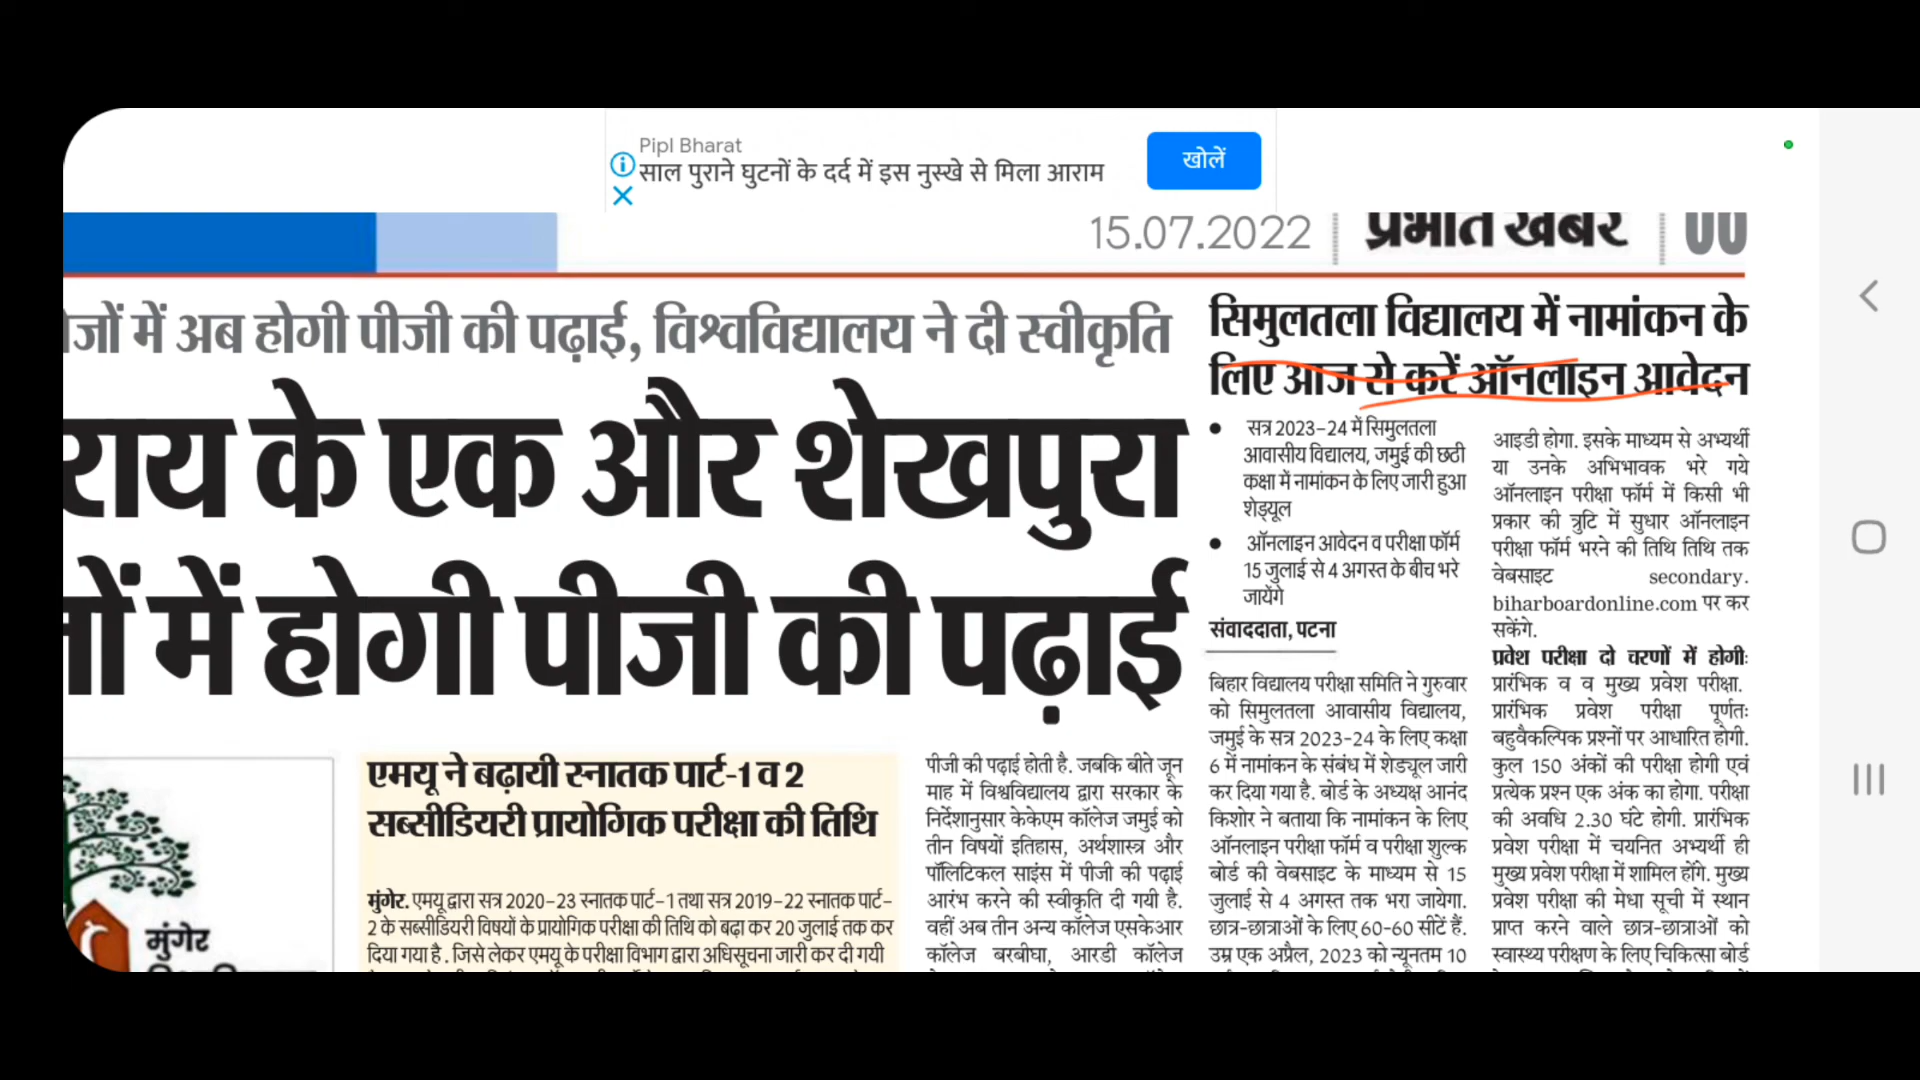 Pipl Bharat
साल पुराने घुटनों के दर्द में इस नुस्खे से मिला आराम
खोलें
15.07.2022
प्रभात खबर
जों में अब होगी पीजी की पढ़ाई, विश्वविद्यालय ने दी स्वीकृति
राय के एक और शेखपुरा
में होगी पीजी की पढ़ाई
मुंगेर
एमयू ने बढ़ायी स्नातक पार्ट-1 व 2
सब्सीडियरी प्रायोगिक परीक्षा की तिथि
मुंगेर. एमयू द्वारा सत्र 2020-23 स्नातक पार्ट-1 तथा सत्र 2019-22 स्नातक पार्ट-
2 के सब्सीडियरी विषयों के प्रायोगिक परीक्षा की तिथि को बढ़ा कर 20 जुलाई तक कर
दिया गया है . जिसे लेकर एमयू के परीक्षा विभाग द्वारा अधिसूचना जारी कर दी गयी
पीजी की पढ़ाई होती है. जबकि बीते जून
माह में विश्वविद्यालय द्वारा सरकार के
निर्देशानुसार केकेएम कॉलेज जमुई को
तीन विषयों इतिहास, अर्थशास्त्र और
पॉलिटिकल साइंस में पीजी की पढ़ाई
आरंभ करने की स्वीकृति दी गयी है.
वहीं अब तीन अन्य कॉलेज एसकेआर
कॉलेज बरबीघा, आरडी कॉलेज
सिमुलतला विद्यालय में नामांकन के
लिए आज से करें ऑनलाइन आवेदन
• सत्र 2023-24 में सिमुलतला
आवासीय विद्यालय, जमुई की छठी
कक्षा में नामांकन के लिए जारी हुआ
शेड्यूल
• ऑनलाइन आवेदन व परीक्षा फॉर्म
15 जुलाई से 4 अगस्त के बीच भरे
जायेंगे
संवाददाता, पटना
बिहार विद्यालय परीक्षा समिति ने गुरुवार
को सिमुलतला आवासीय विद्यालय,
जमुई के सत्र 2023-24 के लिए कक्षा
6 में नामांकन के संबंध में शेड्यूल जारी
कर दिया गया है. बोर्ड के अध्यक्ष आनंद
किशोर ने बताया कि नामांकन के लिए
ऑनलाइन परीक्षा फॉर्म व परीक्षा शुल्क
बोर्ड की वेबसाइट के माध्यम से 15
जुलाई से 4 अगस्त तक भरा जायेगा.
छात्र-छात्राओं के लिए 60-60 सीटें हैं.
उम्र एक अप्रैल, 2023 को न्यूनतम 10
आइडी होगा. इसके माध्यम से अभ्यर्थी
या उनके अभिभावक भरे गये
ऑनलाइन परीक्षा फॉर्म में किसी भी
प्रकार की त्रुटि में सुधार ऑनलाइन
परीक्षा फॉर्म भरने की तिथि तिथि तक
वेबसाइट secondary.
biharboardonline.com पर कर
सकेंगे.
प्रवेश परीक्षा दो चरणों में होगी:
प्रारंभिक व व मुख्य प्रवेश परीक्षा.
प्रारंभिक प्रवेश परीक्षा पूर्णतः
बहुवैकल्पिक प्रश्नों पर आधारित होगी.
कुल 150 अंकों की परीक्षा होगी एवं
प्रत्येक प्रश्न एक अंक का होगा. परीक्षा
की अवधि 2.30 घंटे होगी. प्रारंभिक
प्रवेश परीक्षा में चयनित अभ्यर्थी ही
मुख्य प्रवेश परीक्षा में शामिल होंगे. मुख्य
प्रवेश परीक्षा की मेधा सूची में स्थान
प्राप्त करने वाले छात्र-छात्राओं को
स्वास्थ्य परीक्षण के लिए चिकित्सा बोर्ड